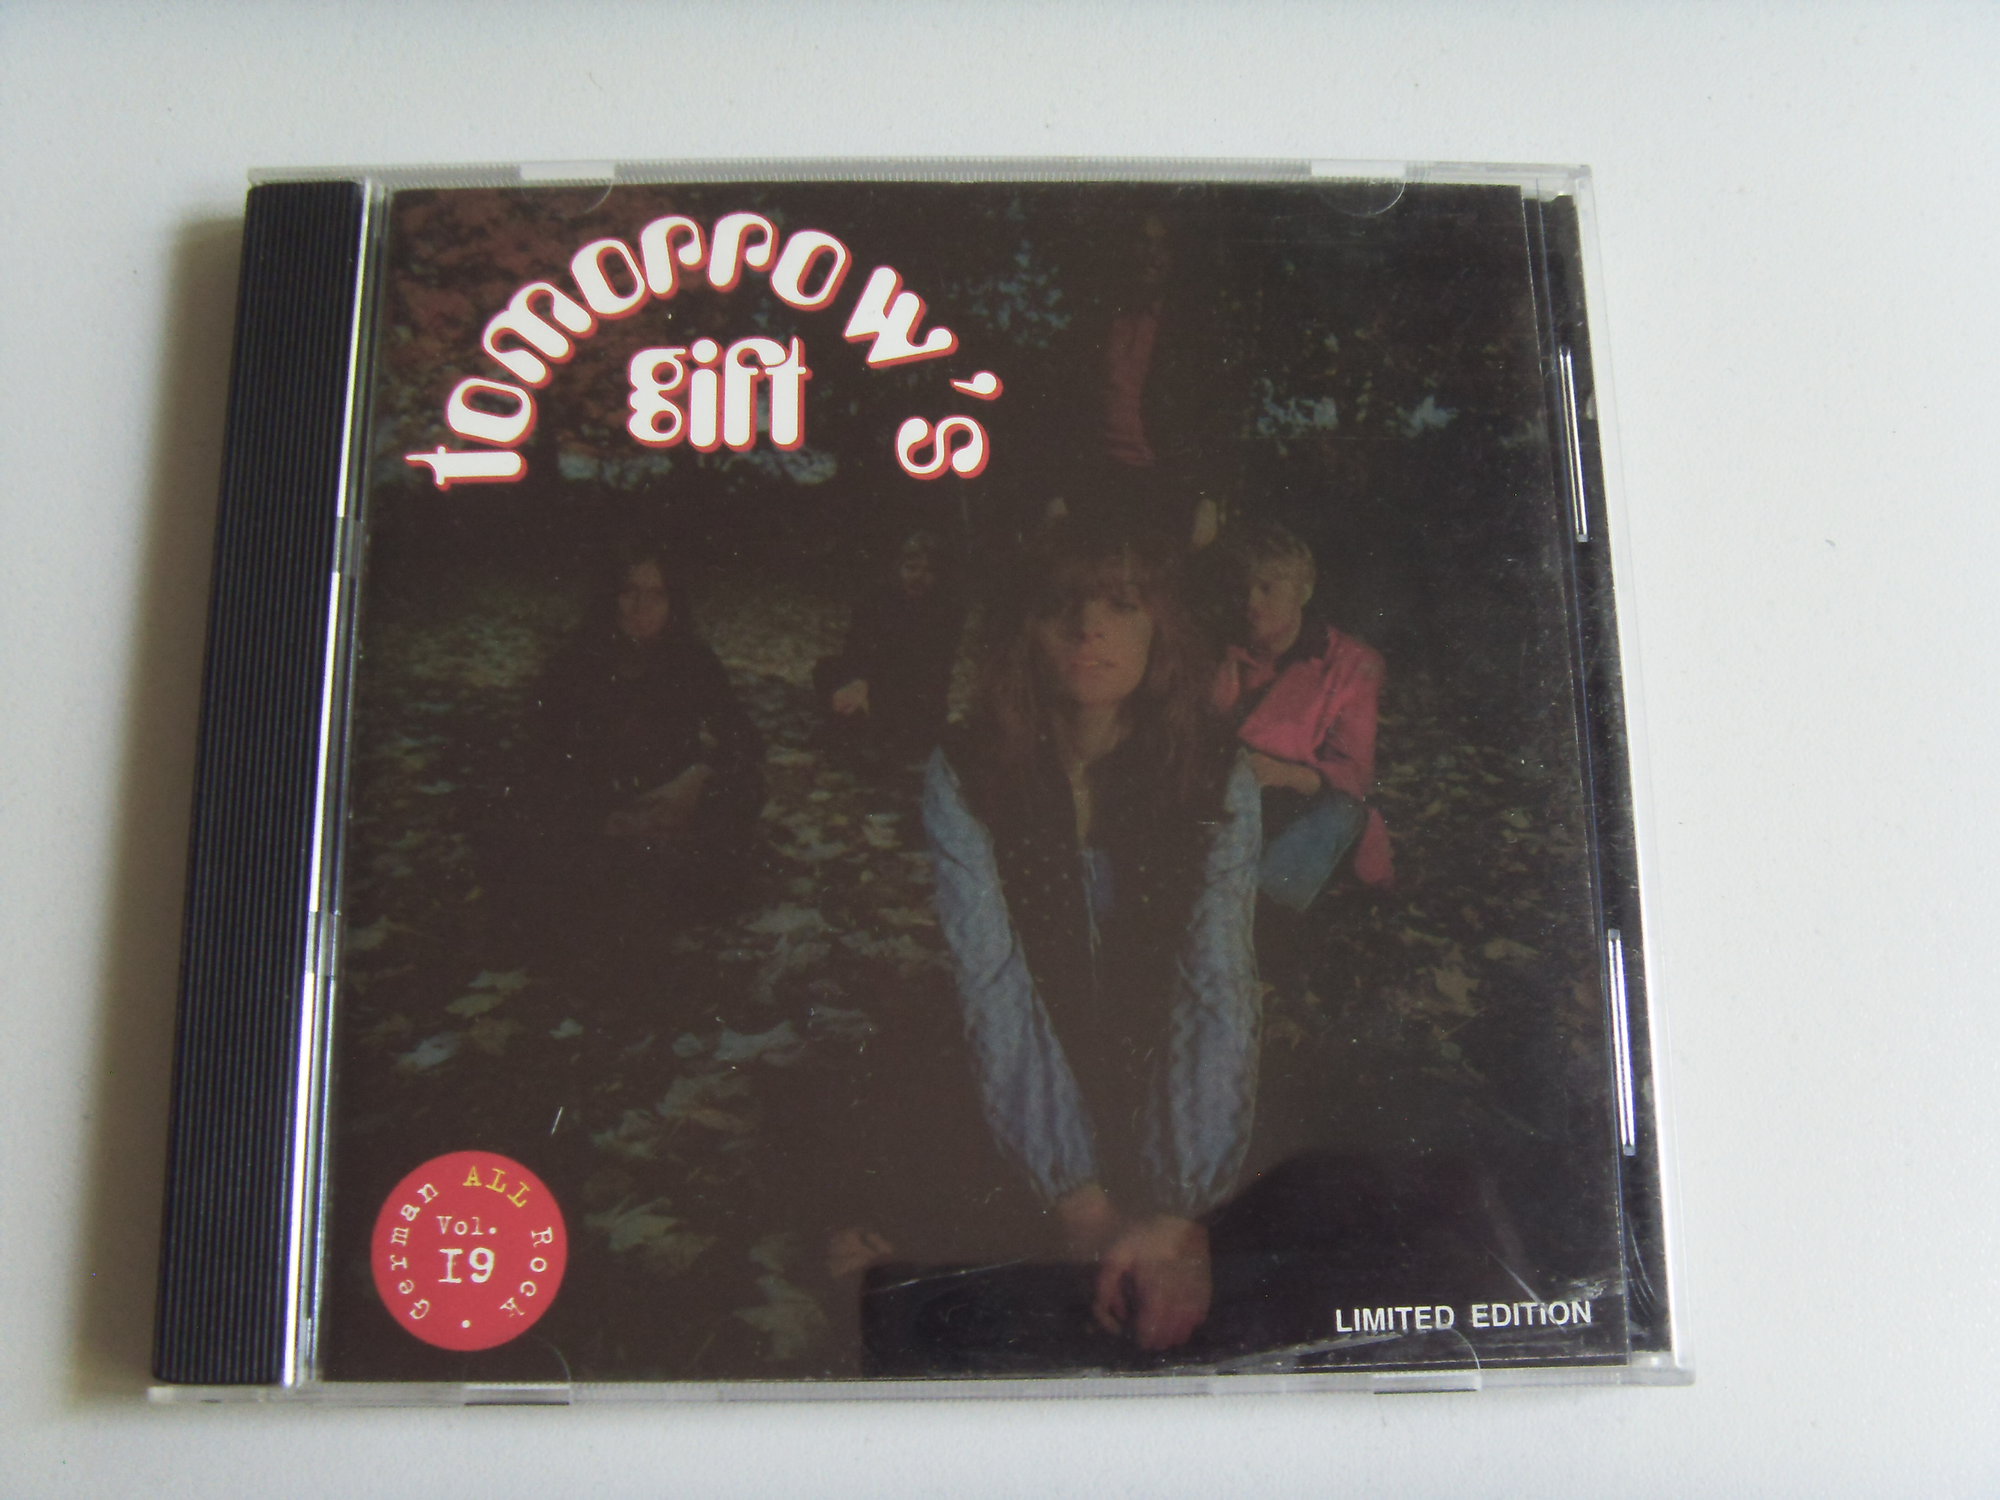 tomorrow's
gift
German ALL Rock •
Vol.
19
LIMITED EDITION